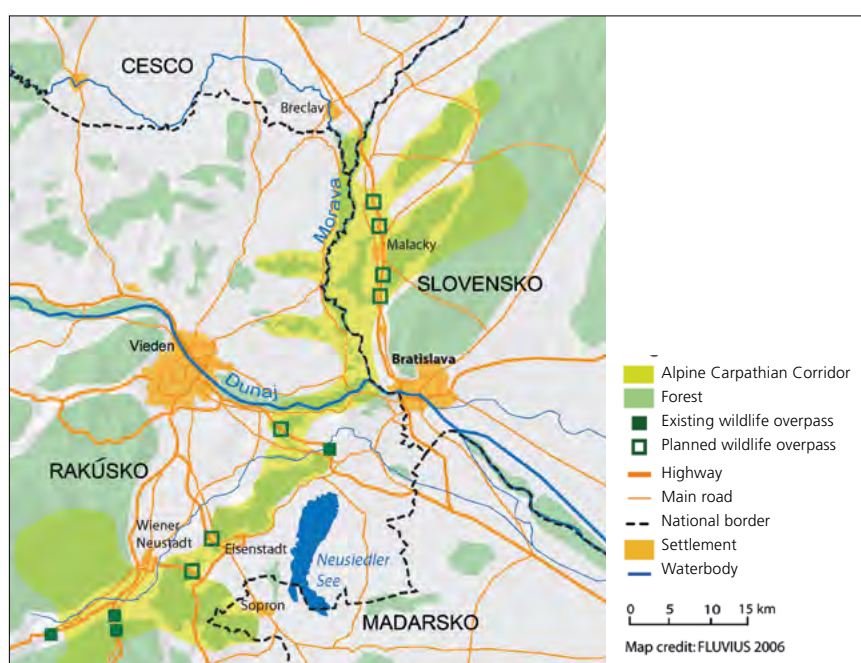 CESCO
Breclav
Morava
Malacky
SLOVENSKO
Vieden
Bratislava
Dunaj
RAKÚSKO
Wiener
Neustadt
Eisenstadt
Neusiedler
See
Sopron
MADARSKO
Alpine Carpathian Corridor
Forest
Existing wildlife overpass
Planned wildlife overpass
Highway
Main road
National border
Settlement
Waterbody
0 5 10 15 km
Map credit: FLUVIUS 2006